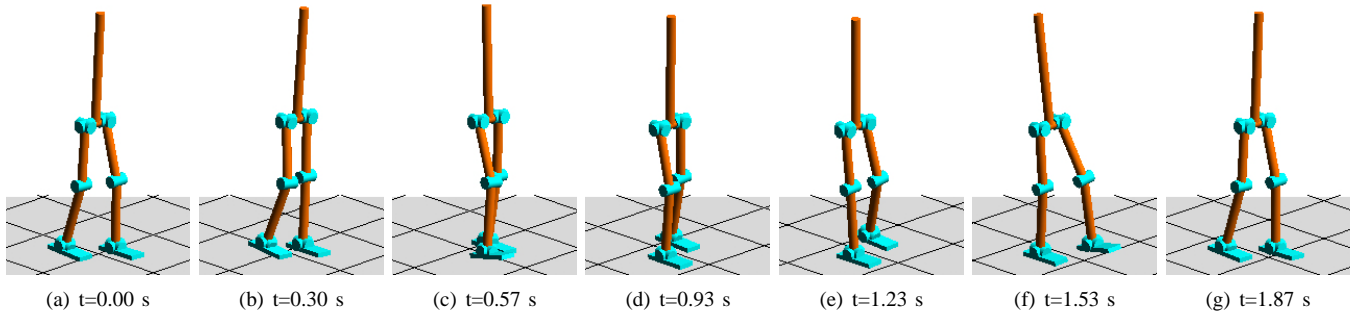 (a) t=0.00 s
(b) t=0.30 s
(c) t=0.57 s
(d) t=0.93 s
(e) t=1.23 s
(f) t=1.53 s
(g) t=1.87 s